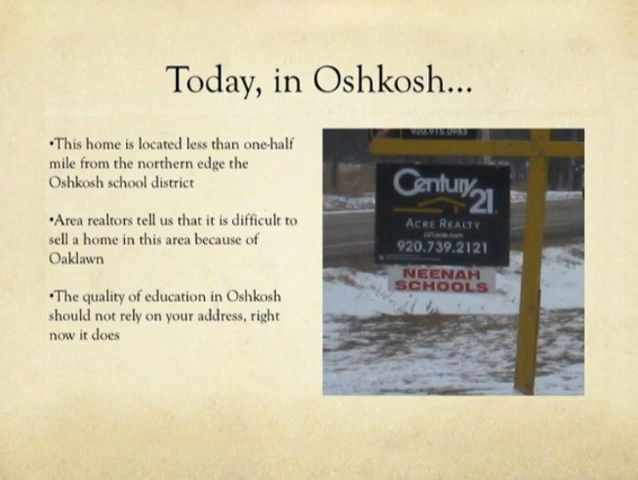 Today, in Oshkosh...
•This home is located less than one-half
mile from the northern edge the
Oshkosh school district
•Area realtors tell us that it is difficult to
sell a home in this area because of
Oaklawn
•The quality of education in Oshkosh
should not rely on your address, right
now it does
920.915.0963
Century
21
ACRE REALTY
920.739.2121
NEENAH
SCHOOLS